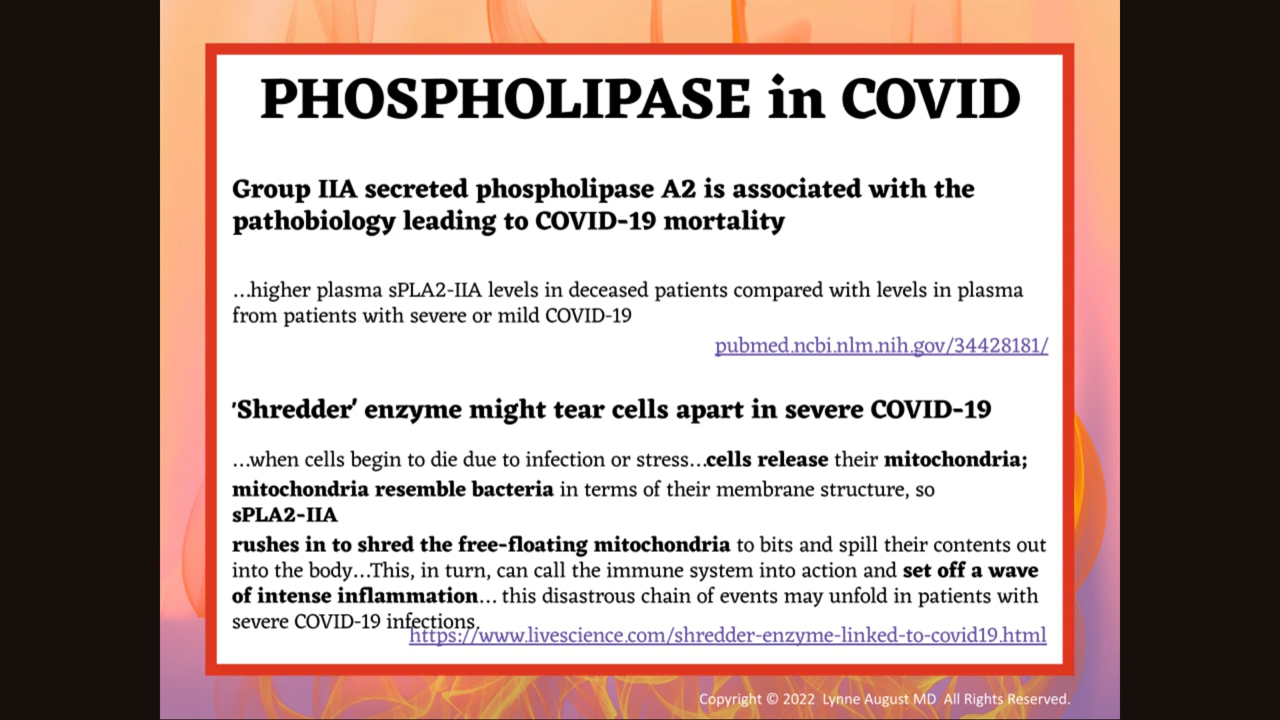 PHOSPHOLIPASE in COVID
Group IIA secreted phospholipase A2 is associated with the
pathobiology leading to COVID-19 mortality
…higher plasma sPLA2-IIA levels in deceased patients compared with levels in plasma
from patients with severe or mild COVID-19
pubmed.ncbi.nlm.nih.gov/34428181/
'Shredder' enzyme might tear cells apart in severe COVID-19
…when cells begin to die due to infection or stress…cells release their mitochondria;
mitochondria resemble bacteria in terms of their membrane structure, so
sPLA2-IIA
rushes in to shred the free-floating mitochondria to bits and spill their contents out
into the body…This, in turn, can call the immune system into action and set off a wave
of intense inflammation… this disastrous chain of events may unfold in patients with
severe COVID-19 infections.
https://www.livescience.com/shredder-enzyme-linked-to-covid19.html
Copyright © 2022 Lynne August MD All Rights Reserved.